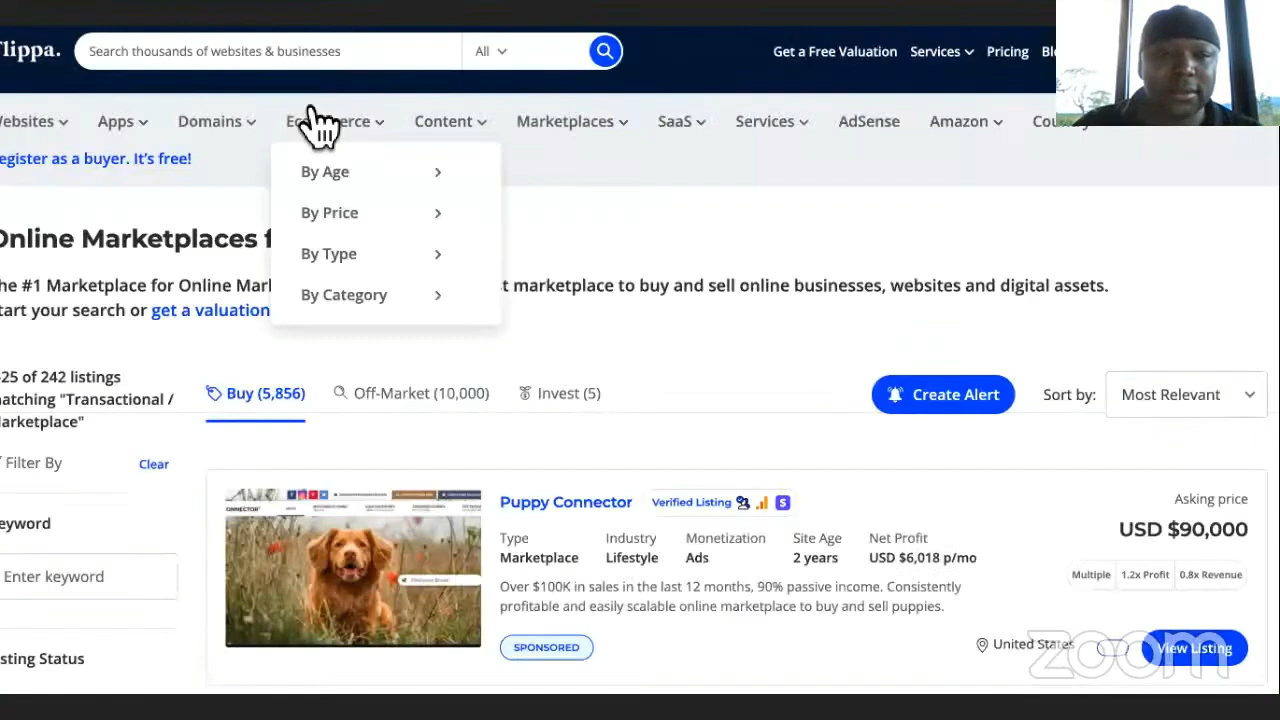 lippa.
Search thousands of websites & businesses
All
Get a Free Valuation
Services
Pricing
Bl
ebsites
Apps
Domains
Ecommerce
Content
Marketplaces
SaaS
Services
AdSense
Amazon
egister as a buyer. It's free!
By Age
By Price
By Type
By Category
Online Marketplaces f
he #1 Marketplace for Online Mar
t marketplace to buy and sell online businesses, websites and digital assets.
tart your search or get a valuation
25 of 242 listings
atching "Transactional /
arketplace"
Buy (5,856)
Off-Market (10,000)
Invest (5)
Create Alert
Sort by:
Most Relevant
Filter By
Clear
eyword
Enter keyword
sting Status
CONNECTOR
Puppy Connector
Verified Listing
Type
Industry
Monetization
Site Age
Net Profit
Marketplace
Lifestyle
Ads
2 years
USD $6,018 p/mo
Over $100K in sales in the last 12 months, 90% passive income. Consistently
profitable and easily scalable online marketplace to buy and sell puppies.
SPONSORED
Asking price
USD $90,000
Multiple
1.2x Profit
0.8x Revenue
United States
View Listing
zoom